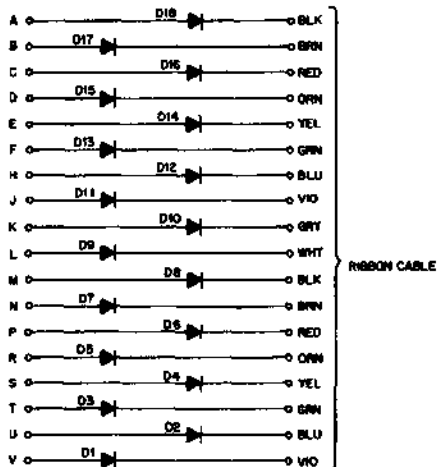 A D18 BLK
B D17 BRN
C D16 RED
D D15 ORN
E D14 YEL
F D13 GRN
H D12 BLU
J D11 VIO
K D10 GRY
L D9 WHT
RIBBON CABLE
M D8 BLK
N D7 BRN
P D6 RED
R D5 ORN
S D4 YEL
T D3 GRN
U D2 BLU
V D1 VIO